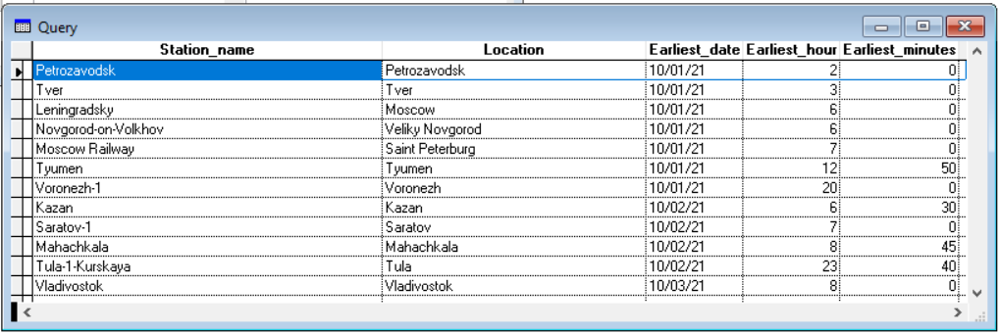 Query
Station_name Location Earliest_date Earliest_hour Earliest_minutes
Petrozavodsk Petrozavodsk 10/01/21 2 0
Tver Tver 10/01/21 3 0
Leningradsky Moscow 10/01/21 6 0
Novgorod-on-Volkhov Veliky Novgorod 10/01/21 6 0
Moscow Railway Saint Peterburg 10/01/21 7 0
Tyumen Tyumen 10/01/21 12 50
Voronezh-1 Voronezh 10/01/21 20 0
Kazan Kazan 10/02/21 6 30
Saratov-1 Saratov 10/02/21 7 0
Mahachkala Mahachkala 10/02/21 8 45
Tula-1-Kurskaya Tula 10/02/21 23 40
Vladivostok Vladivostok 10/03/21 8 0